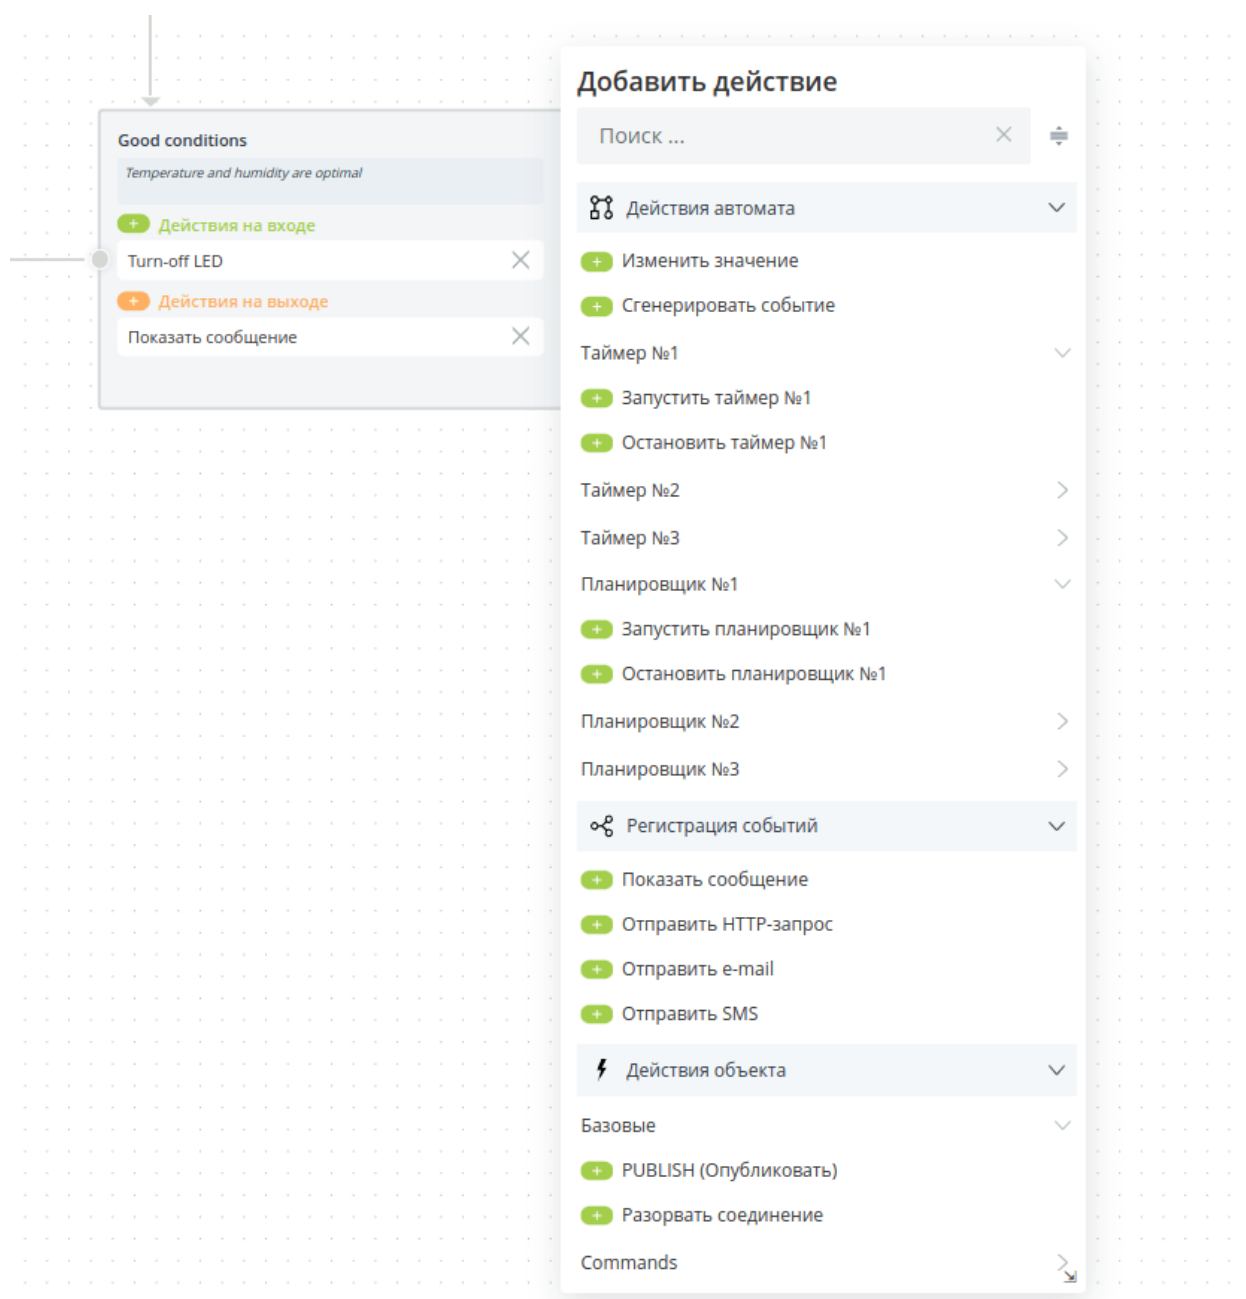 Good conditions
Temperature and humidity are optimal
Действия на входе
Turn-off LED
Действия на выходе
Показать сообщение
Добавить действие
Поиск ...
Действия автомата
Изменить значение
Сгенерировать событие
Таймер №1
Запустить таймер №1
Остановить таймер №1
Таймер №2
Таймер №3
Планировщик №1
Запустить планировщик №1
Остановить планировщик №1
Планировщик №2
Планировщик №3
Регистрация событий
Показать сообщение
Отправить HTTP-запрос
Отправить e-mail
Отправить SMS
Действия объекта
Базовые
PUBLISH (Опубликовать)
Разорвать соединение
Commands